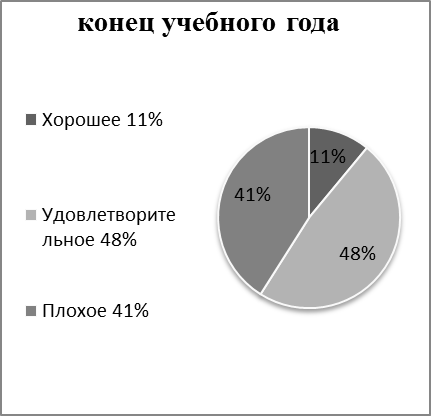 конец учебного года
Хорошее 11%
Удовлетворите
льное 48%
Плохое 41%
11%
48%
41%